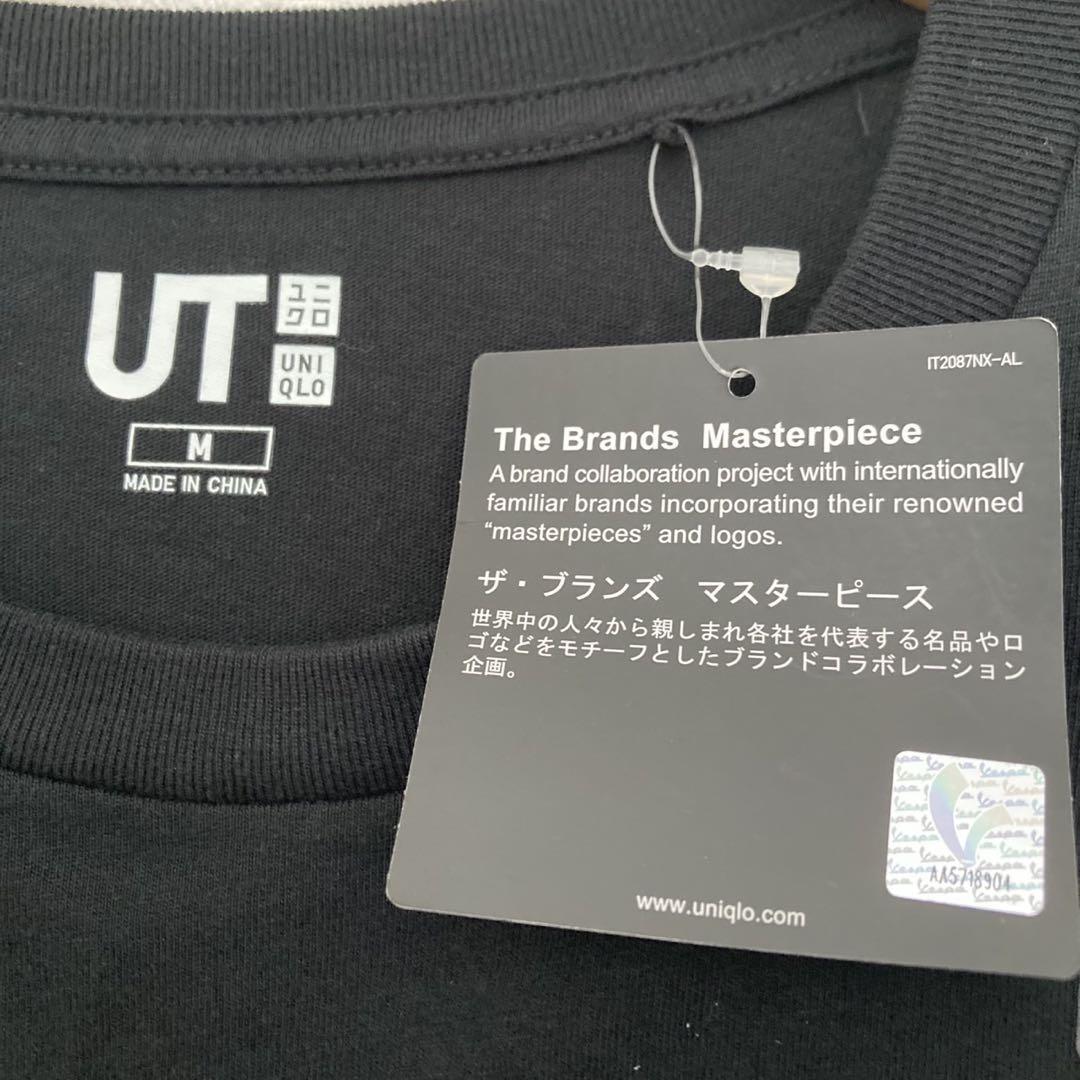 UT
ユニ
クロ
UNI
QLO
M
MADE IN CHINA
IT2087NX-AL
The Brands Masterpiece
A brand collaboration project with internationally
familiar brands incorporating their renowned
“masterpieces” and logos.
ザ・ブランズ マスターピース
世界中の人々から親しまれ各社を代表する名品やロ
ゴなどをモチーフとしたブランドコラボレーション
企画。
AA5718901
www.uniqlo.com